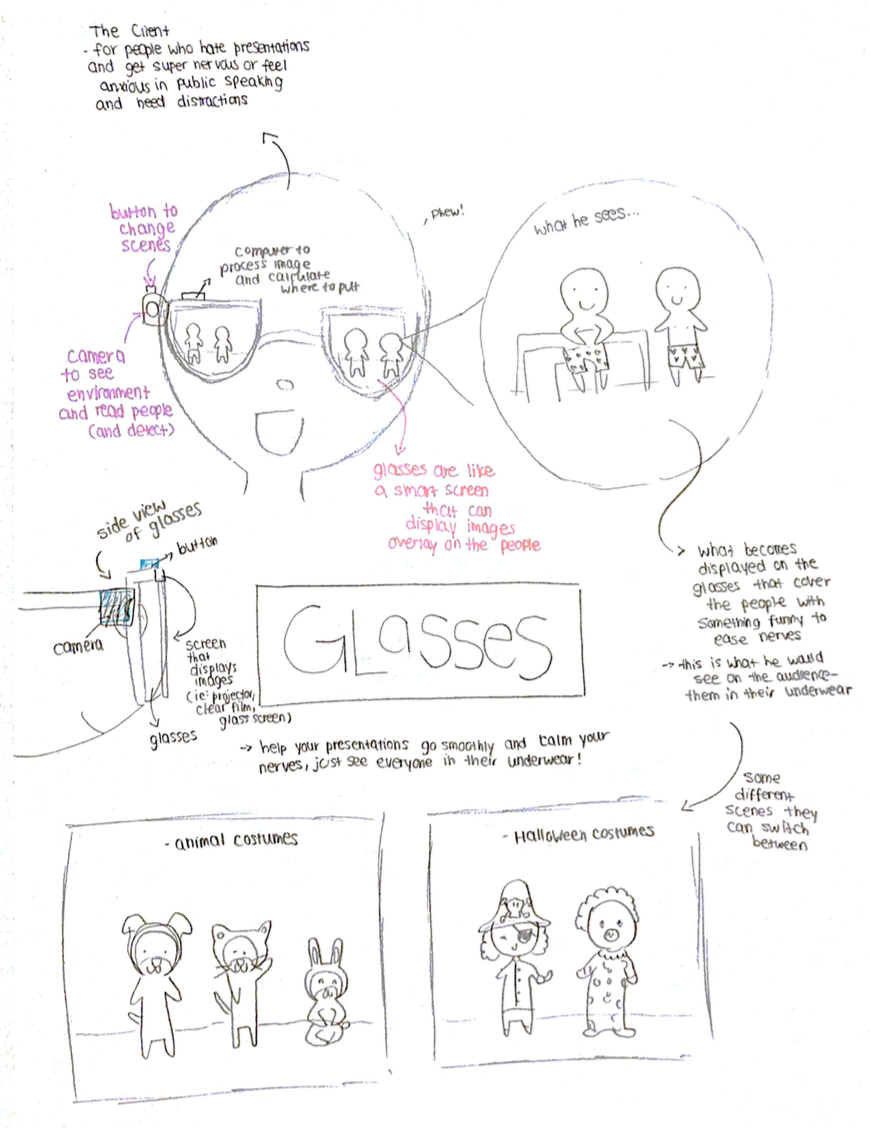 The Client
- for people who hate presentations
and get super nervous or feel
anxious in public speaking
and need distractions
button to
change
scenes
computer to
process image
and calculate
where to put
, phew!
what he sees...
camera
to see
environment
and read people
(and detect)
glasses are like
a smart screen
that can
display images
overlay on the people
side view
of glasses
button
camera
screen
that
displays
images
(ie: projector,
clear film,
glass screen)
glasses
GLasses
> what becomes
displayed on the
glasses that cover
the people with
something funny to
ease nerves
-> this is what he would
see on the audience-
them in their underwear
-> help your presentations go smoothly and calm your
nerves, just see everyone in their underwear!
Some
different
scenes they
can switch
between
- animal costumes
- Halloween costumes